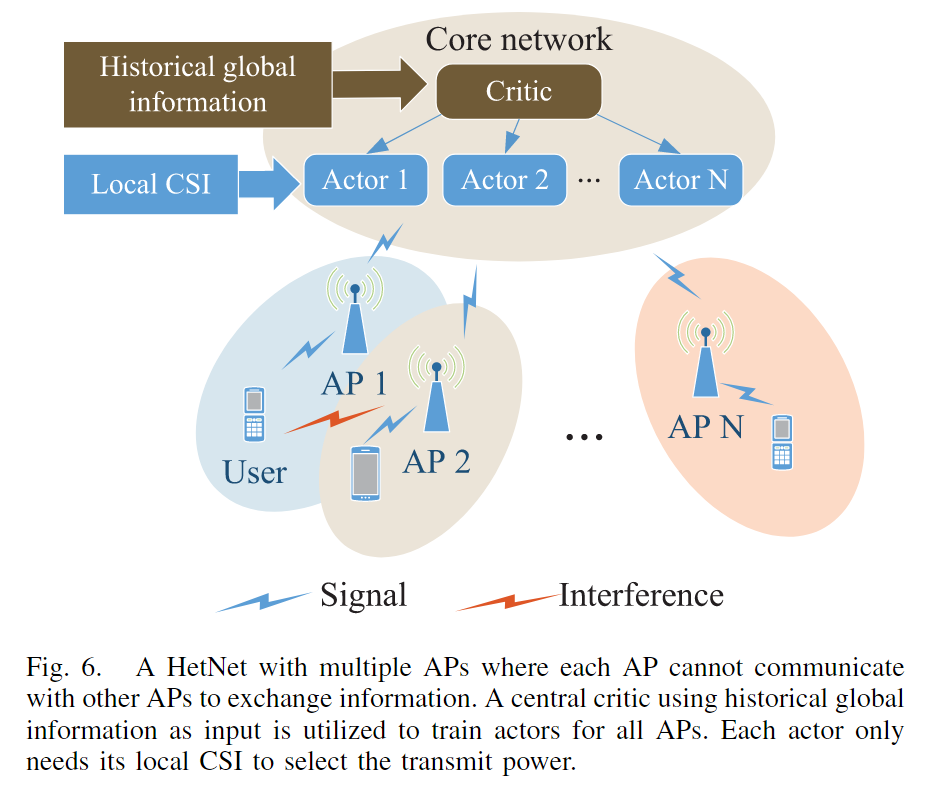 Core network
Historical global
information
Critic
Local CSI
Actor 1
Actor 2
...
Actor N
AP 1
User
AP 2
...
AP N
Signal
Interference
Fig. 6. A HetNet with multiple APs where each AP cannot communicate
with other APs to exchange information. A central critic using historical global
information as input is utilized to train actors for all APs. Each actor only
needs its local CSI to select the transmit power.